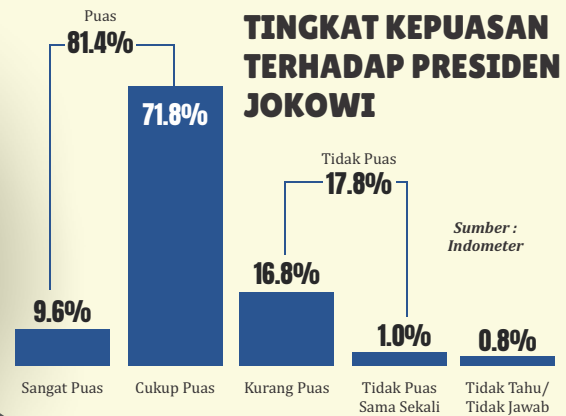 TINGKAT KEPUASAN
TERHADAP PRESIDEN
JOKOWI
Puas
81.4%
71.8%
Tidak Puas
17.8%
Sumber :
Indometer
16.8%
9.6%
1.0%
0.8%
Sangat Puas
Cukup Puas
Kurang Puas
Tidak Puas
Sama Sekali
Tidak Tahu/
Tidak Jawab